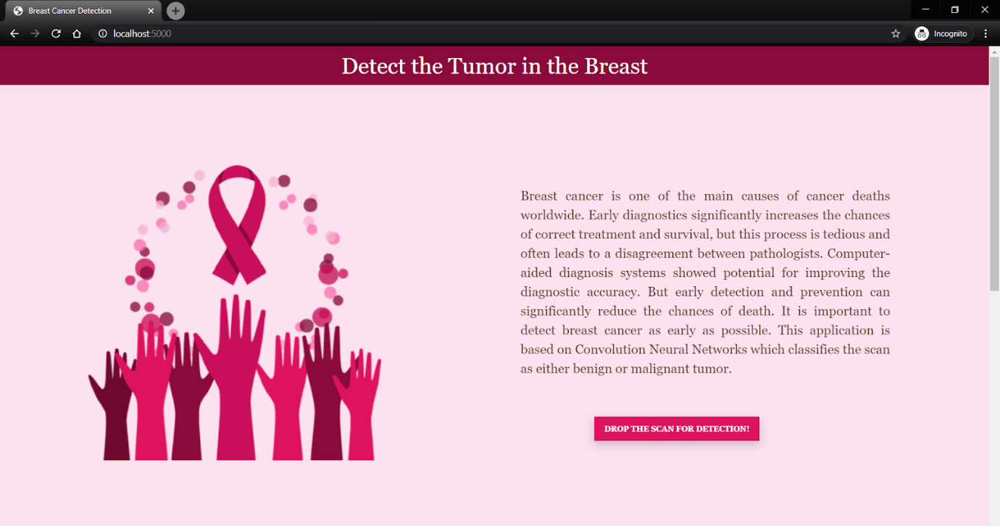 Breast Cancer Detection
localhost:5000
Incognito
Detect the Tumor in the Breast
Breast cancer is one of the main causes of cancer deaths
worldwide. Early diagnostics significantly increases the chances
of correct treatment and survival, but this process is tedious and
often leads to a disagreement between pathologists. Computer-
aided diagnosis systems showed potential for improving the
diagnostic accuracy. But early detection and prevention can
significantly reduce the chances of death. It is important to
detect breast cancer as early as possible. This application is
based on Convolution Neural Networks which classifies the scan
as either benign or malignant tumor.
DROP THE SCAN FOR DETECTION!